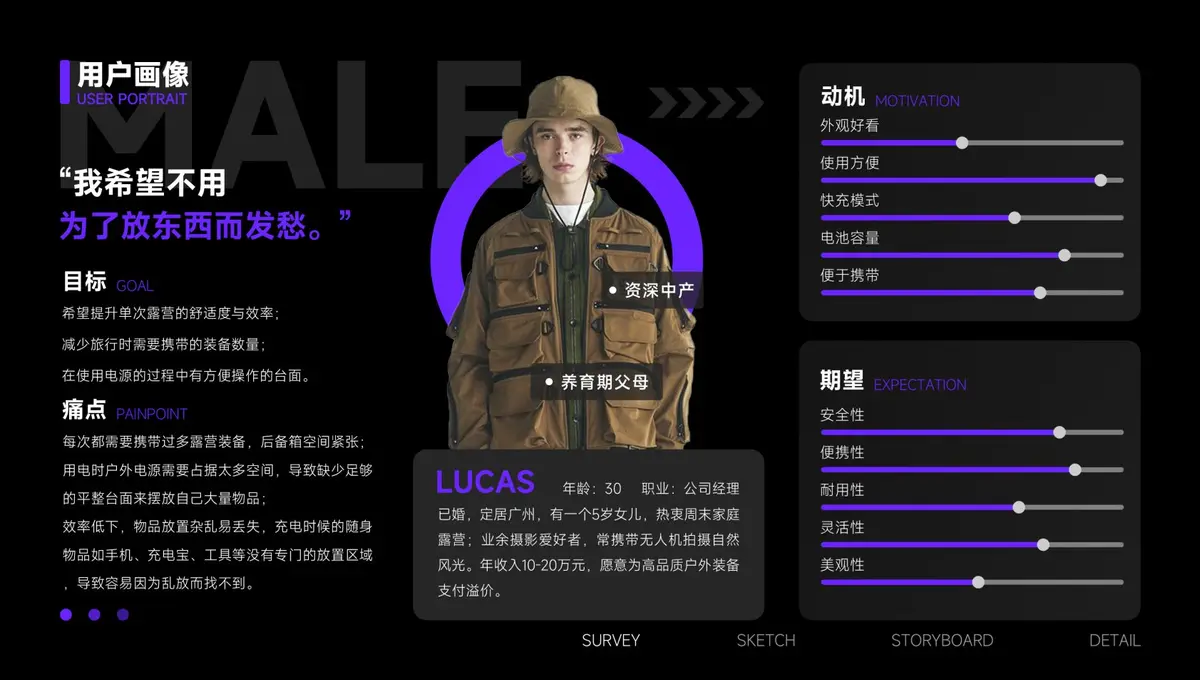 MALE
用户画像
USER PORTRAIT
“我希望不用
为了放东西而发愁。”
目标 GOAL
希望提升单次露营的舒适度与效率；
减少旅行时需要携带的装备数量；
在使用电源的过程中有方便操作的台面。
痛点 PAINPOINT
每次都需要携带过多露营装备，后备箱空间紧张；
用电时户外电源需要占据太多空间，导致缺少足够
的平整台面来摆放自己大量物品；
效率低下，物品放置杂乱易丢失，充电时候的随身
物品如手机、充电宝、工具等没有专门的放置区域
，导致容易因为乱放而找不到。
• 资深中产
• 养育期父母
LUCAS 年龄：30 职业：公司经理
已婚，定居广州，有一个5岁女儿，热衷周末家庭
露营；业余摄影爱好者，常携带无人机拍摄自然
风光。年收入10-20万元，愿意为高品质户外装备
支付溢价。
动机 MOTIVATION
外观好看
使用方便
快充模式
电池容量
便于携带
期望 EXPECTATION
安全性
便携性
耐用性
灵活性
美观性
SURVEY SKETCH STORYBOARD DETAIL